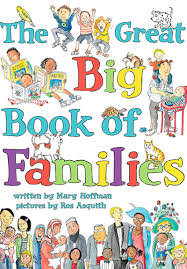 The Great
Big
Book of
Families
written by Mary Hoffman
pictures by Ros Asquith